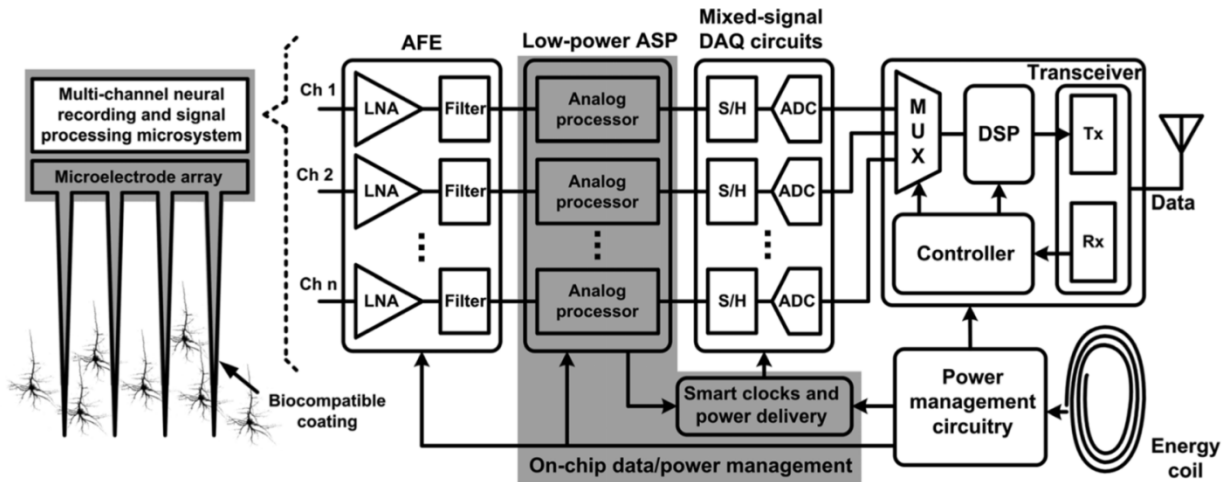 Multi-channel neural
recording and signal
processing microsystem
Microelectrode array
Biocompatible
coating
AFE
Low-power ASP
Mixed-signal
DAQ circuits
Ch 1
LNA
Filter
Analog
processor
S/H
ADC
Ch 2
LNA
Filter
Analog
processor
S/H
ADC
Ch n
LNA
Filter
Analog
processor
S/H
ADC
MUX
DSP
Transceiver
Tx
Rx
Controller
Data
Smart clocks and
power delivery
Power
management
circuitry
Energy
coil
On-chip data/power management